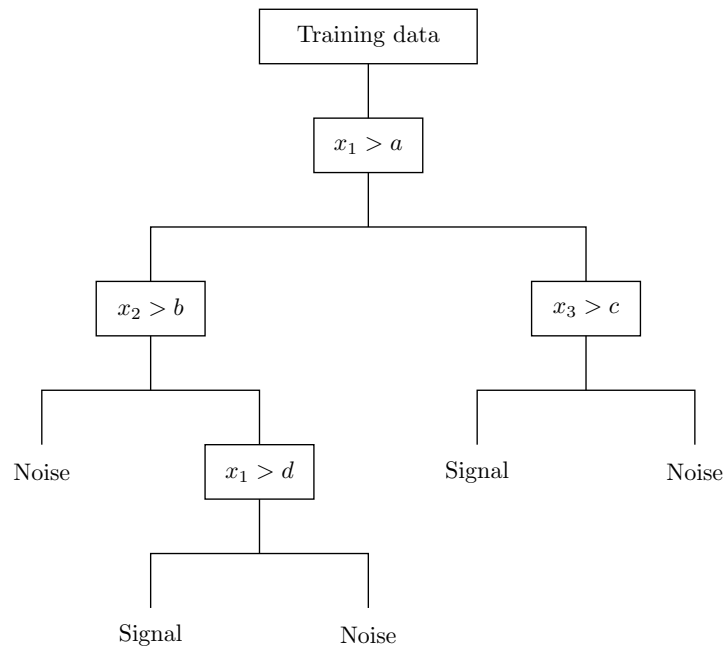 Training data
x₁ > a
x₂ > b
x₃ > c
Noise
x₁ > d
Signal
Noise
Signal
Noise